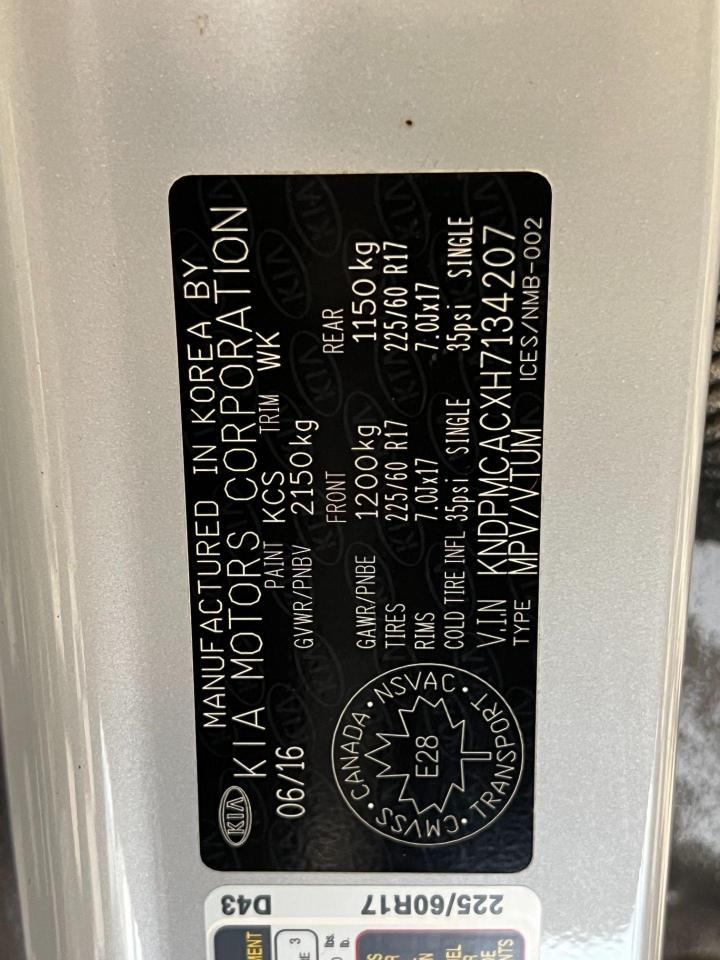 MANUFACTURED IN KOREA BY
KIA KIA MOTORS CORPORATION
06/16 PAINT KCS TRIM WK
GVWR/PNBV 2150kg
FRONT REAR
GAWR/PNBE 1200kg 1150kg
TIRES 225/60 R17 225/60 R17
RIMS 7.0Jx17 7.0Jx17
COLD TIRE INFL 35psi SINGLE 35psi SINGLE
VIN KNDPMCACXH7134207
TYPE MPV/VTUM ICES/NMB-002
CANADA · NSVAC · TRANSPORT · CMVSS ·
E28
225/60R17
D43